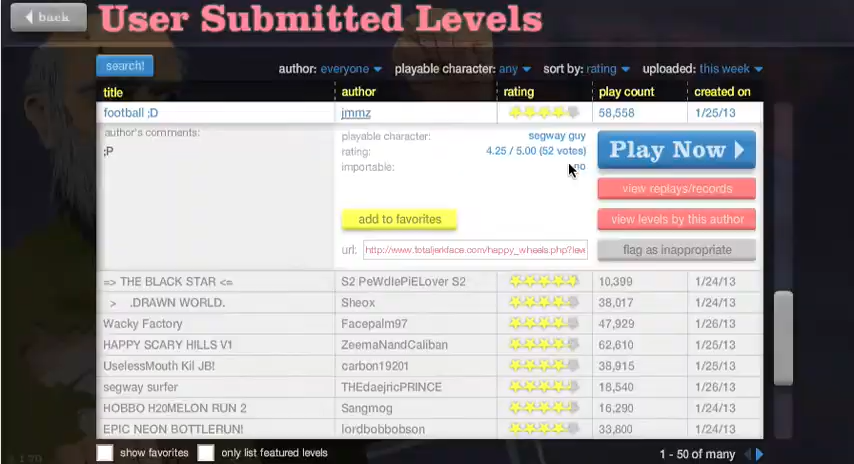 back
User Submitted Levels
search!
author: everyone playable character: any sort by: rating uploaded: this week
title author rating play count created on
football ;D jmmz 58,558 1/25/13
author's comments:
;P
playable character: segway guy
rating: 4.25 / 5.00 (52 votes)
importable: no
Play Now
view replays/records
add to favorites
view levels by this author
url: http://www.totaljerkface.com/happy_wheels.php?leve
flag as inappropriate
=> THE BLACK STAR <= S2 PeWdIePiELover S2 10,399 1/24/13
> .DRAWN WORLD. Sheox 38,017 1/24/13
Wacky Factory Facepalm97 47,929 1/26/13
HAPPY SCARY HILLS V1 ZeemaNandCaliban 62,610 1/25/13
UselessMouth Kil JB! carbon19201 38,915 1/25/13
segway surfer THEdaejricPRINCE 18,540 1/26/13
HOBBO H20MELON RUN 2 Sangmog 16,290 1/24/13
EPIC NEON BOTTLERUN! lordbobbobson 33,600 1/24/13
show favorites only list featured levels 1 - 50 of many